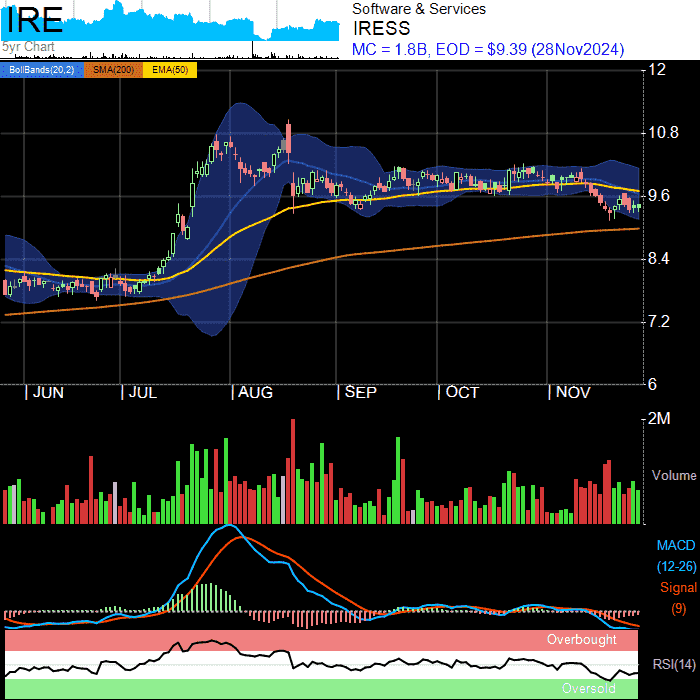 IRE
5yr Chart
Software & Services
IRESS
MC = 1.8B, EOD = $9.39 (28Nov2024)
BollBands(20,2) SMA(200) EMA(50)
12
10.8
9.6
8.4
7.2
6
JUN JUL AUG SEP OCT NOV
2M
Volume
MACD
(12-26)
Signal
(9)
Overbought
RSI(14)
Oversold